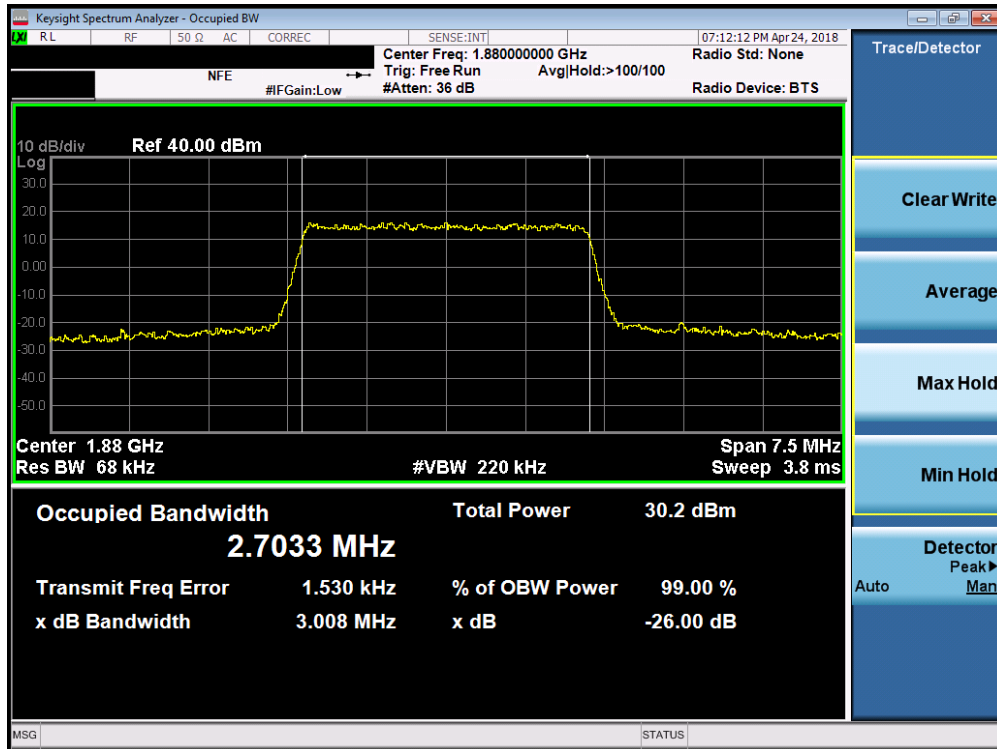 Keysight Spectrum Analyzer - Occupied BW
LXI RL RF 50 Ω AC CORREC SENSE:INT 07:12:12 PM Apr 24, 2018
Center Freq: 1.880000000 GHz Radio Std: None
NFE Trig: Free Run Avg|Hold:>100/100
#IFGain:Low #Atten: 36 dB Radio Device: BTS
Trace/Detector
10 dB/div Ref 40.00 dBm
Log
30.0
20.0
10.0
0.00
-10.0
-20.0
-30.0
-40.0
-50.0
Center 1.88 GHz Span 7.5 MHz
Res BW 68 kHz #VBW 220 kHz Sweep 3.8 ms
Occupied Bandwidth Total Power 30.2 dBm
2.7033 MHz
Transmit Freq Error 1.530 kHz % of OBW Power 99.00 %
x dB Bandwidth 3.008 MHz x dB -26.00 dB
Clear Write
Average
Max Hold
Min Hold
Detector
Peak▶
Auto Man
MSG STATUS